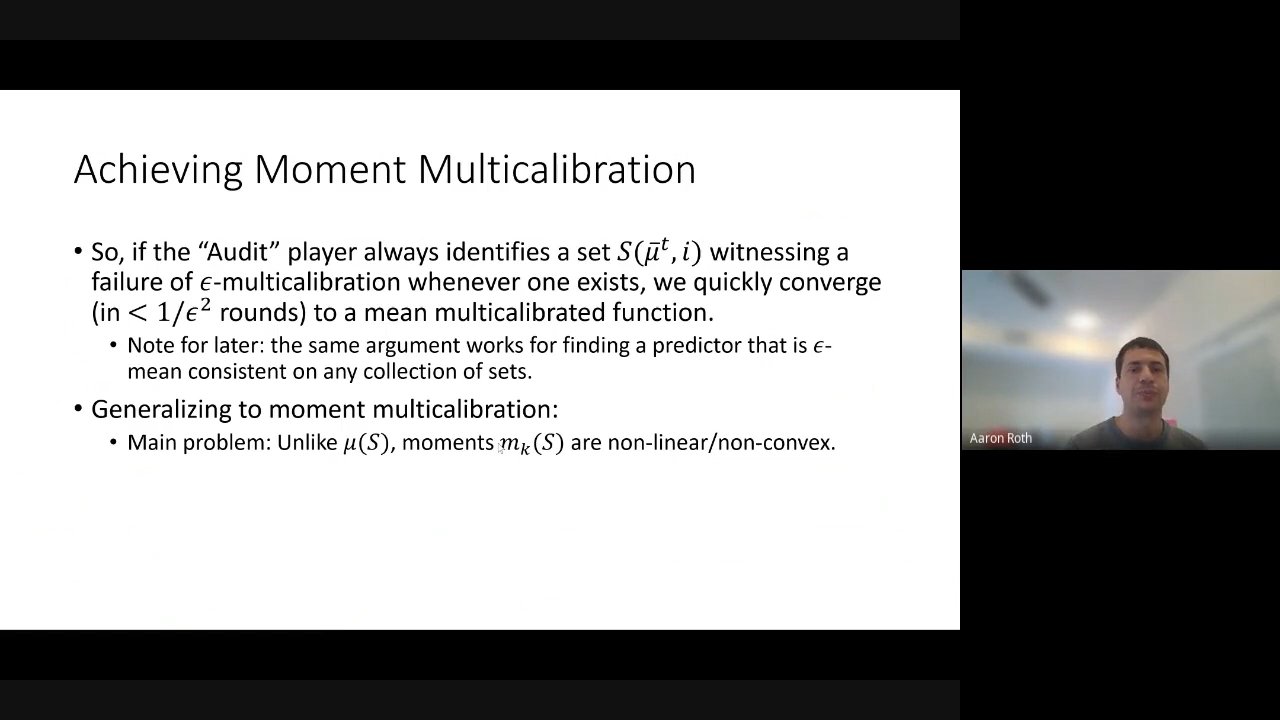 Achieving Moment Multicalibration
• So, if the “Audit” player always identifies a set S(μ̄ᵗ, i) witnessing a
failure of ϵ-multicalibration whenever one exists, we quickly converge
(in < 1/ϵ² rounds) to a mean multicalibrated function.
• Note for later: the same argument works for finding a predictor that is ϵ-
mean consistent on any collection of sets.
• Generalizing to moment multicalibration:
• Main problem: Unlike μ(S), moments mₖ(S) are non-linear/non-convex.
Aaron Roth